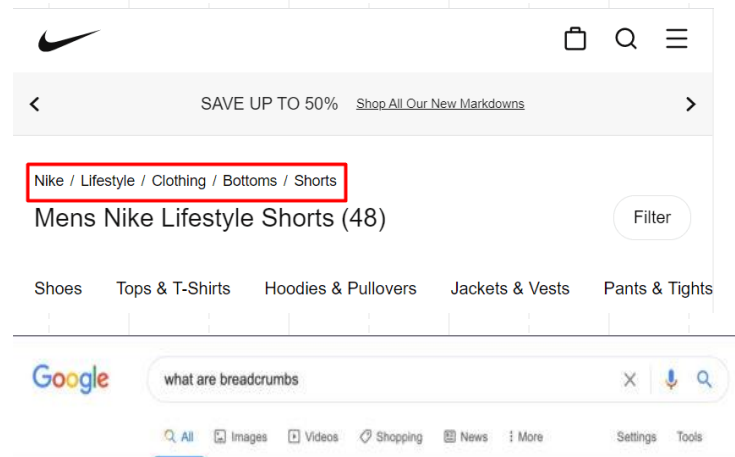 SAVE UP TO 50% Shop All Our New Markdowns
Nike / Lifestyle / Clothing / Bottoms / Shorts
Mens Nike Lifestyle Shorts (48)
Filter
Shoes Tops & T-Shirts Hoodies & Pullovers Jackets & Vests Pants & Tights
Google what are breadcrumbs
All Images Videos Shopping News More Settings Tools